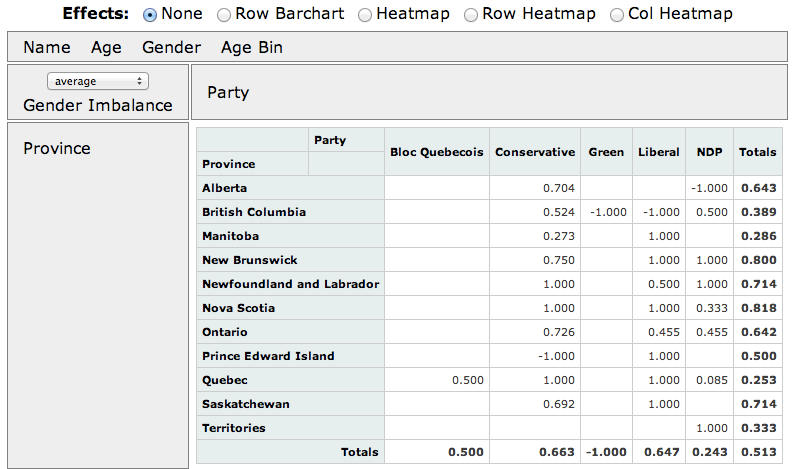 Effects: None Row Barchart Heatmap Row Heatmap Col Heatmap
Name Age Gender Age Bin
average
Gender Imbalance
Party
Province
Party Bloc Quebecois Conservative Green Liberal NDP Totals
Province
Alberta 0.704 -1.000 0.643
British Columbia 0.524 -1.000 -1.000 0.500 0.389
Manitoba 0.273 1.000 0.286
New Brunswick 0.750 1.000 1.000 0.800
Newfoundland and Labrador 1.000 0.500 1.000 0.714
Nova Scotia 1.000 1.000 0.333 0.818
Ontario 0.726 0.455 0.455 0.642
Prince Edward Island -1.000 1.000 0.500
Quebec 0.500 1.000 1.000 0.085 0.253
Saskatchewan 0.692 1.000 0.714
Territories 1.000 0.333
Totals 0.500 0.663 -1.000 0.647 0.243 0.513